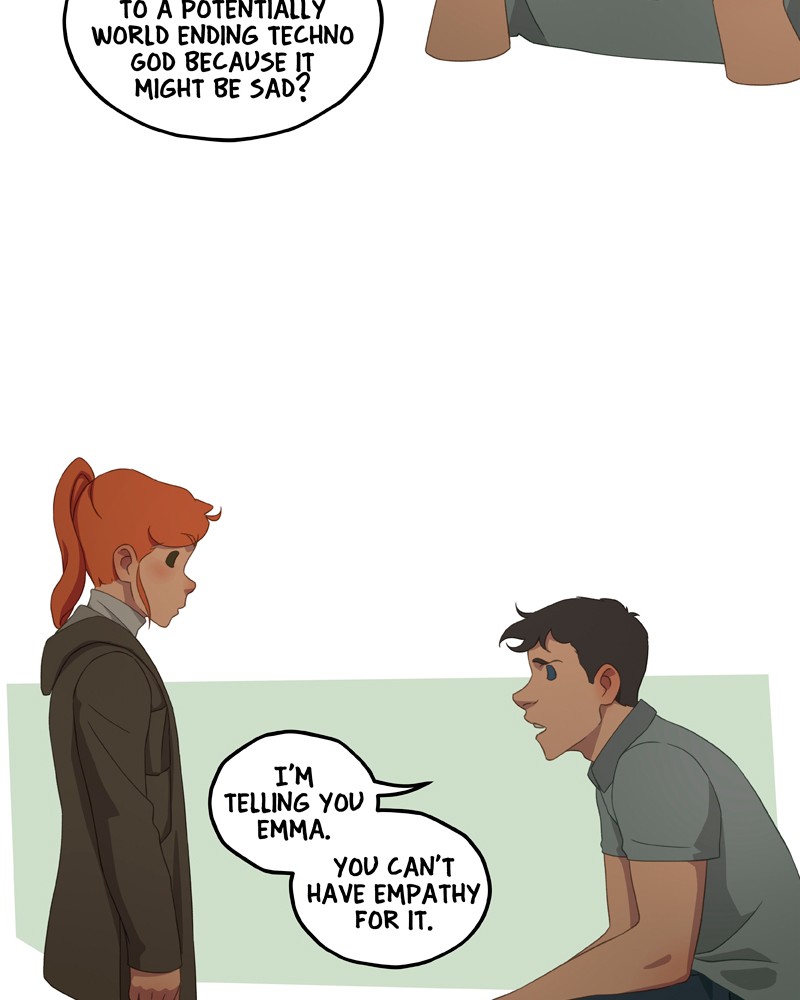 TO A POTENTIALLY
WORLD ENDING TECHNO
GOD BECAUSE IT
MIGHT BE SAD?
I'M
TELLING YOU
EMMA.
YOU CAN'T
HAVE EMPATHY
FOR IT.